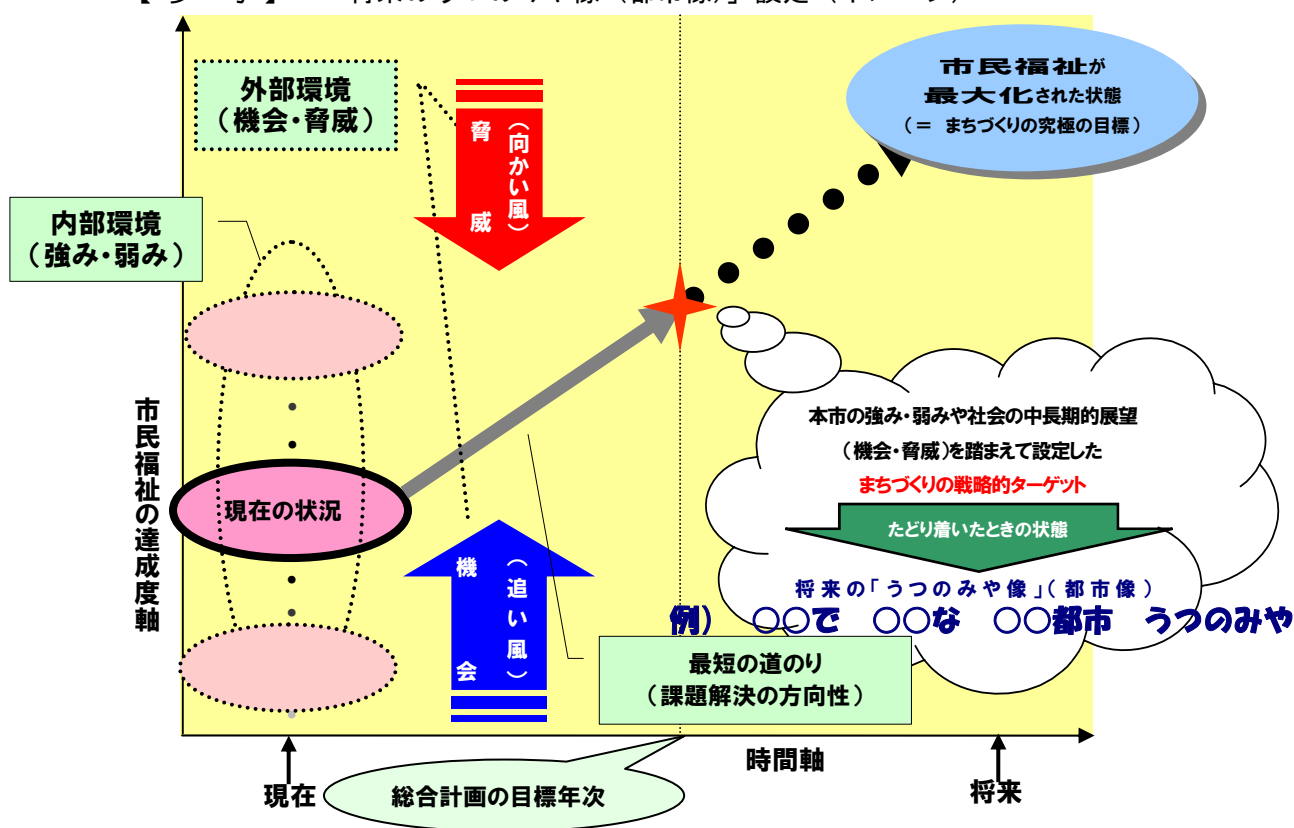 外部環境
（機会・脅威）
脅威
（向かい風）
市民福祉が
最大化された状態
（＝ まちづくりの究極の目標）
内部環境
（強み・弱み）
市民福祉の達成度軸
現在の状況
本市の強み・弱みや社会の中長期的展望
（機会・脅威）を踏まえて設定した
まちづくりの戦略的ターゲット
たどり着いたときの状態
将来の「うつのみや像」（都市像）
例）　○○で　○○な　○○都市　うつのみや
機会
（追い風）
最短の道のり
（課題解決の方向性）
時間軸
現在
総合計画の目標年次
将来